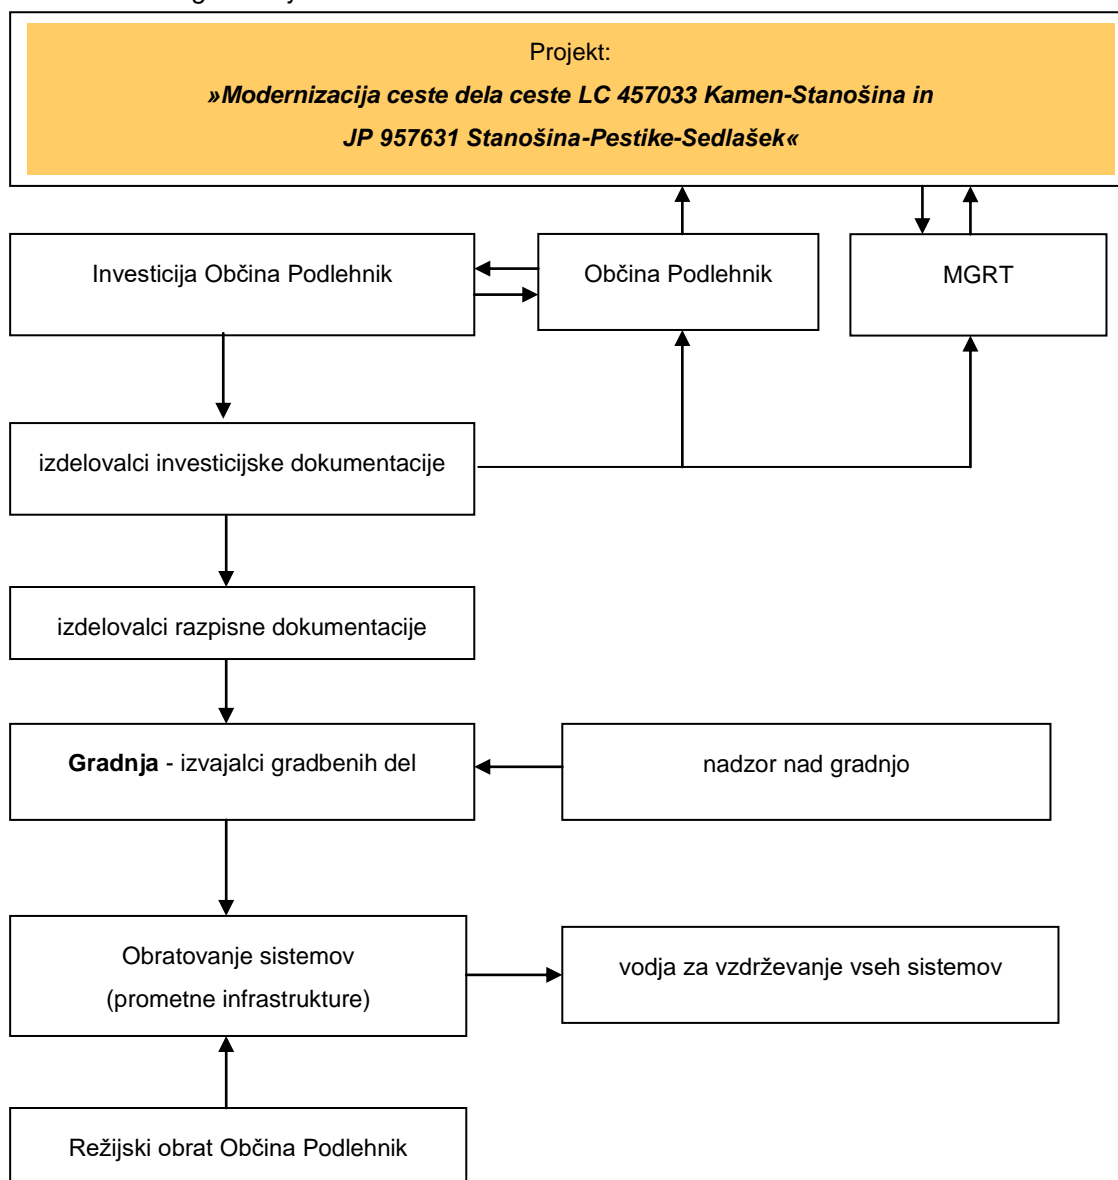 Projekt:
»Modernizacija ceste dela ceste LC 457033 Kamen-Stanošina in
JP 957631 Stanošina-Pestike-Sedlašek«
Investicija Občina Podlehnik
Občina Podlehnik
MGRT
izdelovalci investicijske dokumentacije
izdelovalci razpisne dokumentacije
Gradnja - izvajalci gradbenih del
nadzor nad gradnjo
Obratovanje sistemov
(prometne infrastrukture)
vodja za vzdrževanje vseh sistemov
Režijski obrat Občina Podlehnik